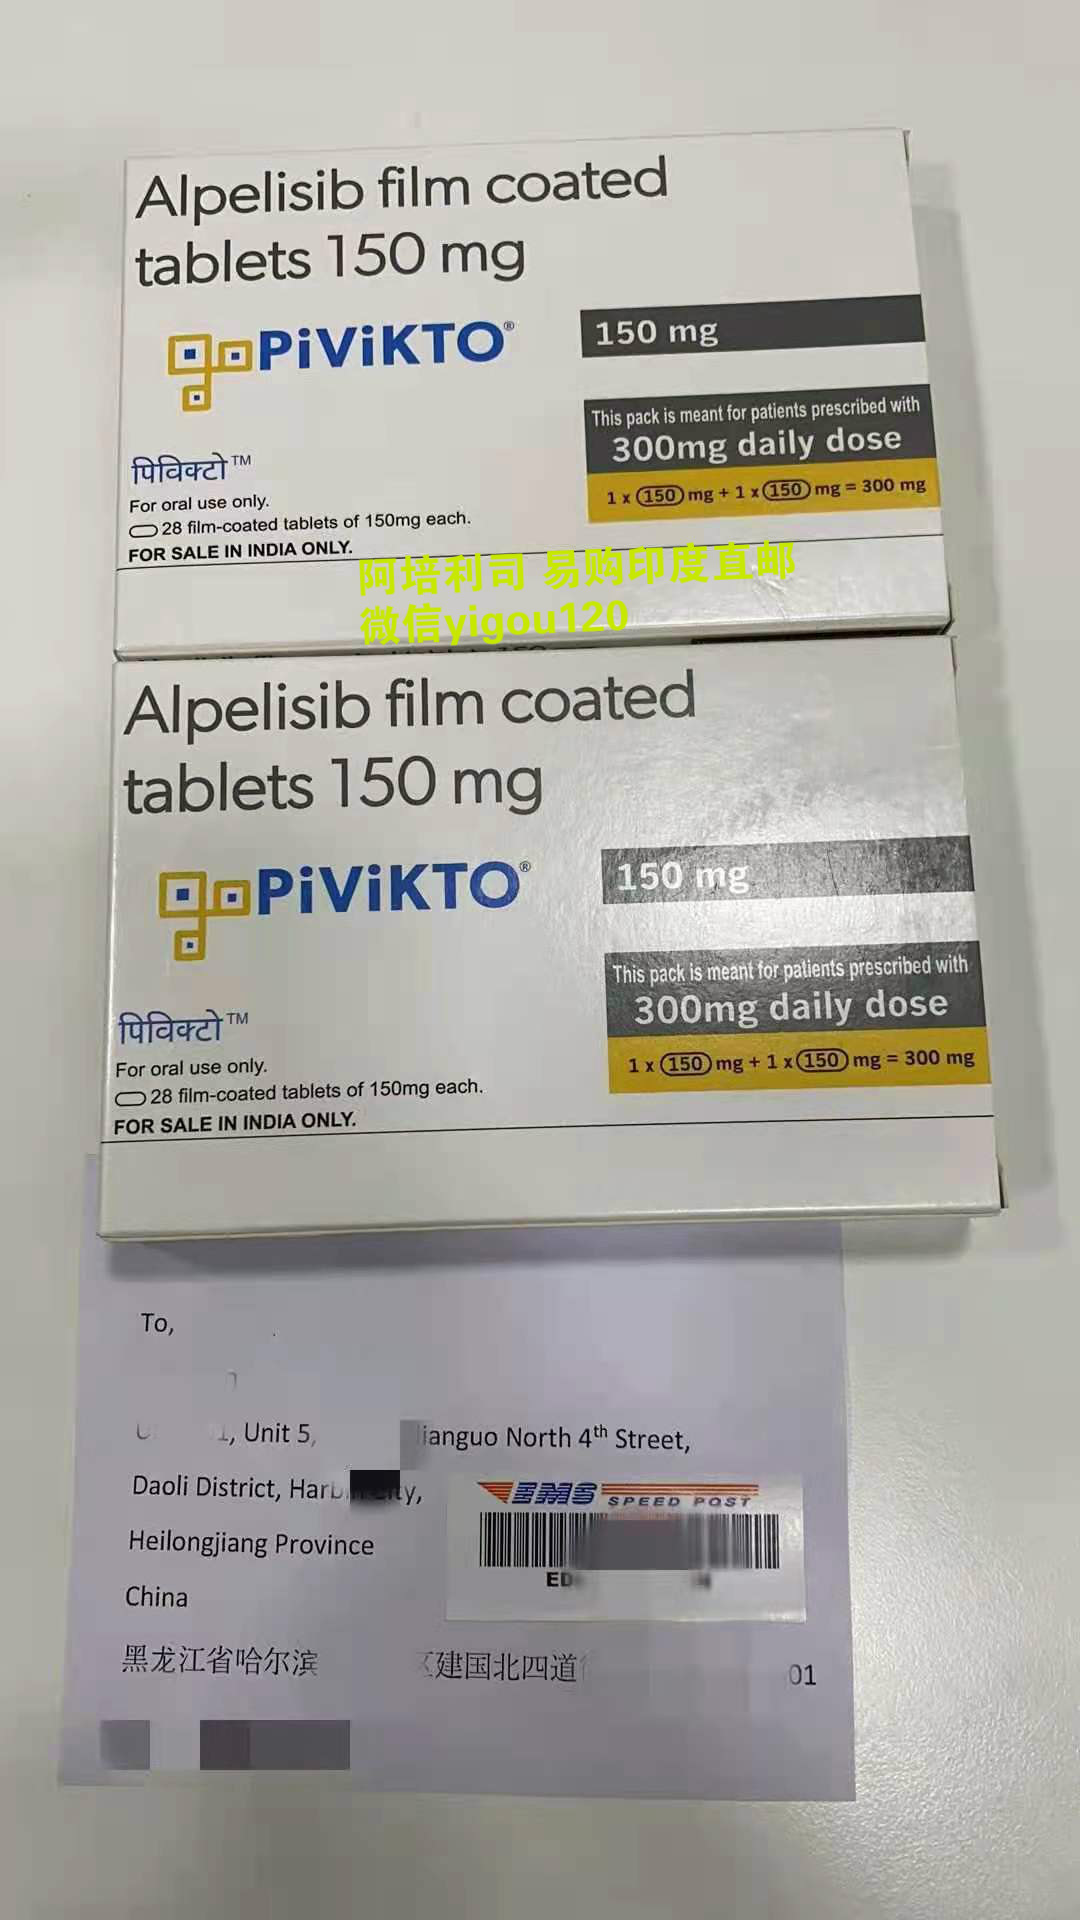 Alpelisib film coated
tablets 150 mg
PiViKTO®
150 mg
This pack is meant for patients prescribed with
300mg daily dose
1 x 150 mg + 1 x 150 mg = 300 mg
पिविक्टो™
For oral use only.
28 film-coated tablets of 150mg each.
FOR SALE IN INDIA ONLY.
阿培利司 易购印度直邮
微信yigou120
Alpelisib film coated
tablets 150 mg
PiViKTO®
150 mg
This pack is meant for patients prescribed with
300mg daily dose
1 x 150 mg + 1 x 150 mg = 300 mg
पिविक्टो™
For oral use only.
28 film-coated tablets of 150mg each.
FOR SALE IN INDIA ONLY.
To,
Unit 5, ianguo North 4th Street,
Daoli District,
Heilongjiang Province
China
EMS SPEED POST
黑龙江省哈尔滨 区建国北四道 01